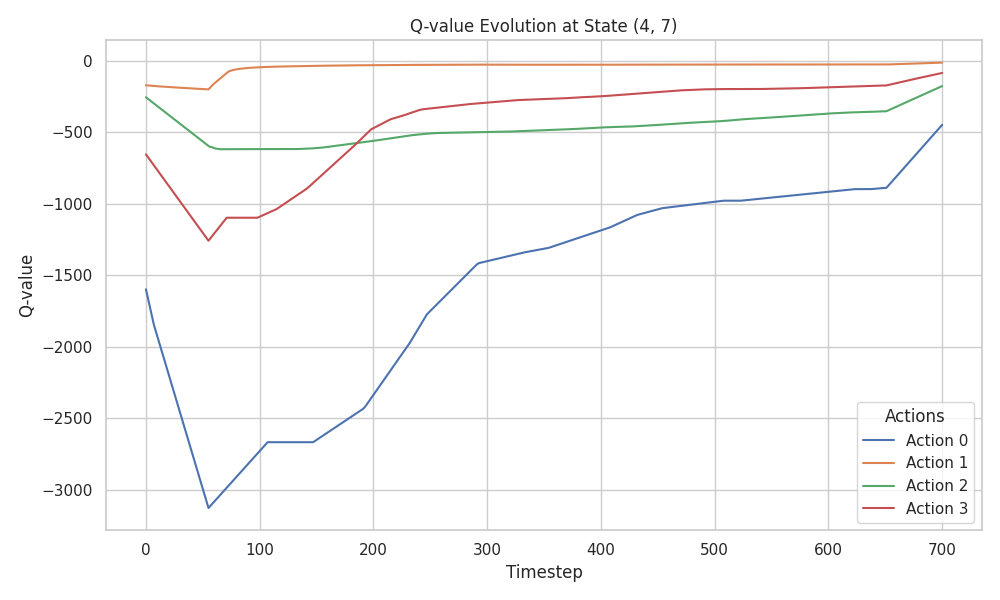 Q-value Evolution at State (4, 7)
0
−500
−1000
−1500
−2000
−2500
−3000
Q-value
0
100
200
300
400
500
600
700
Timestep
Actions
Action 0
Action 1
Action 2
Action 3